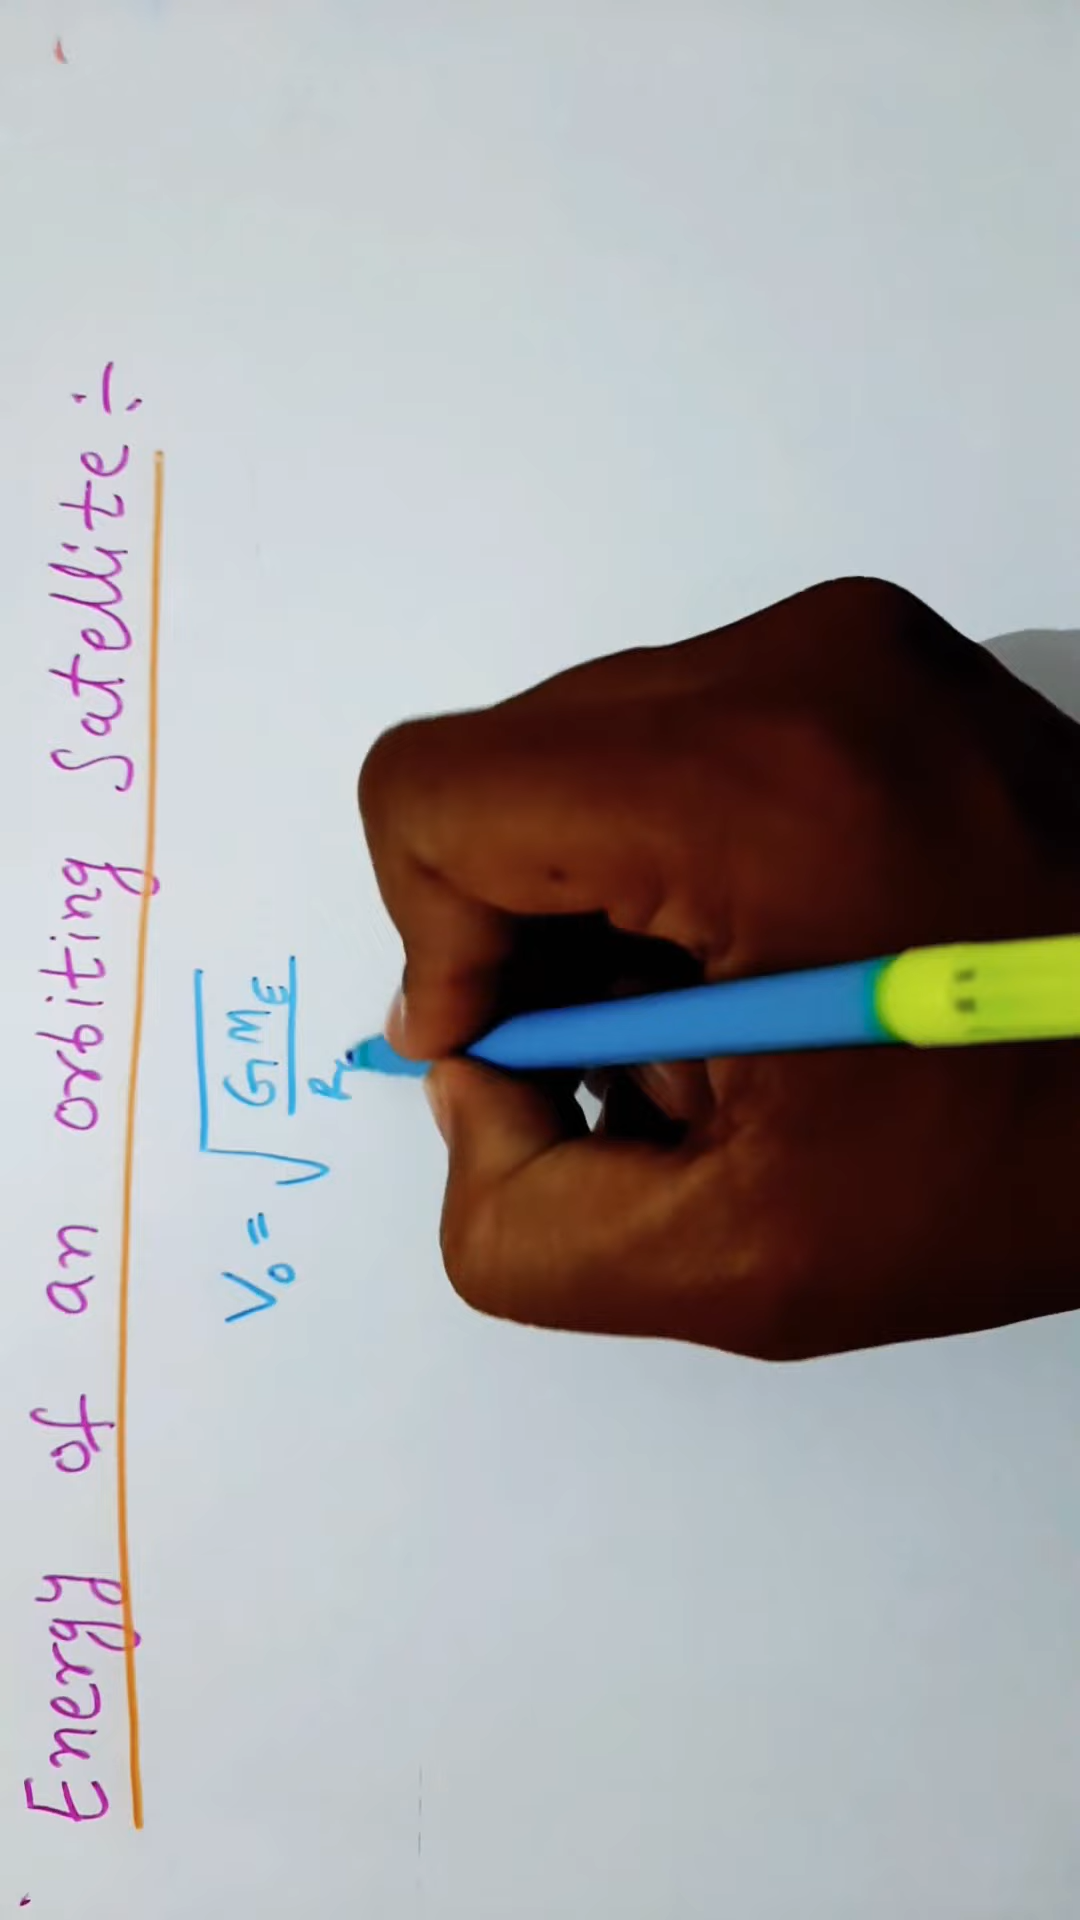 Energy of an orbiting Satellite ÷
V₀ = √(GM_E / R